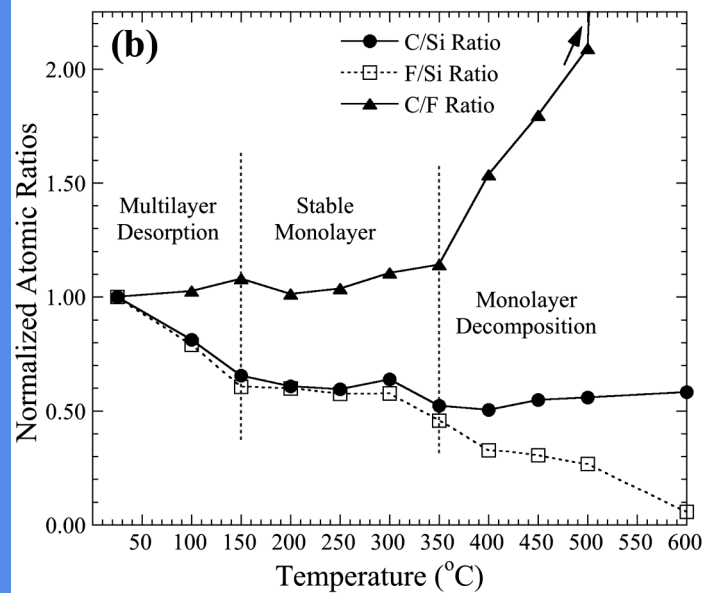 (b)
C/Si Ratio
F/Si Ratio
C/F Ratio
Multilayer
Desorption
Stable
Monolayer
Monolayer
Decomposition
Normalized Atomic Ratios
2.00
1.50
1.00
0.50
0.00
50 100 150 200 250 300 350 400 450 500 550 600
Temperature (°C)